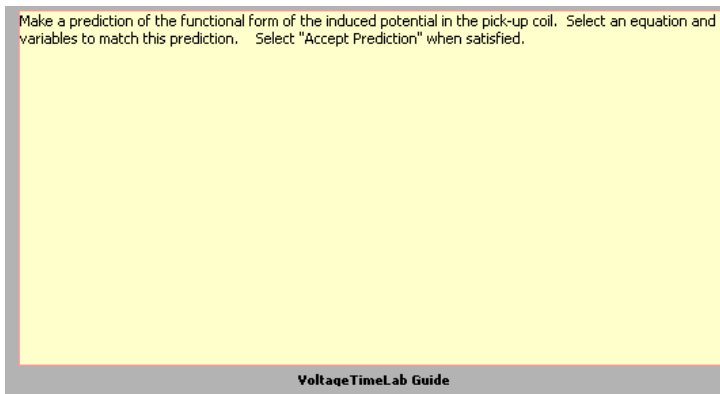 Make a prediction of the functional form of the induced potential in the pick-up coil.  Select an equation and
variables to match this prediction.    Select "Accept Prediction" when satisfied.
VoltageTimeLab Guide